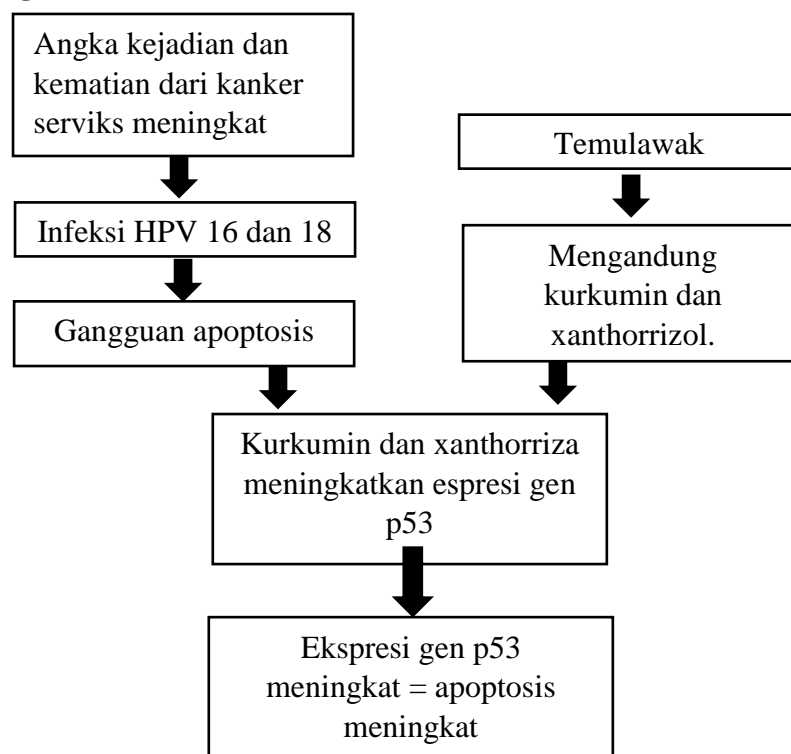 Angka kejadian dan
kematian dari kanker
serviks meningkat
Temulawak
Infeksi HPV 16 dan 18
Mengandung
kurkumin dan
xanthorrizol.
Gangguan apoptosis
Kurkumin dan xanthorriza
meningkatkan espresi gen
p53
Ekspresi gen p53
meningkat = apoptosis
meningkat